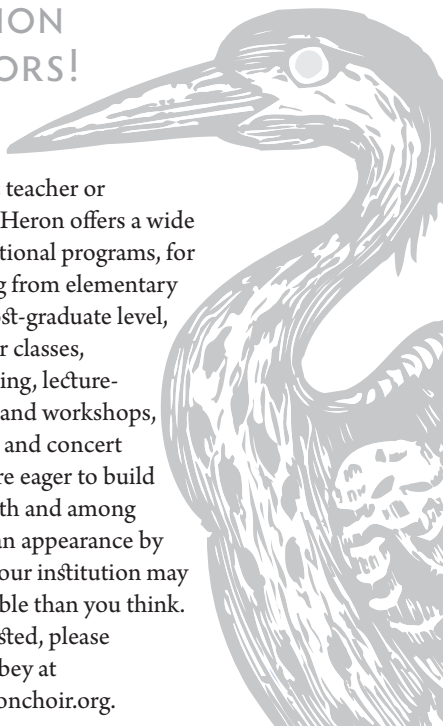 ION
ORS!
teacher or
Heron offers a wide
tional programs, for
g from elementary
st-graduate level,
r classes,
ing, lecture-
and workshops,
and concert
re eager to build
th and among
an appearance by
our institution may
ble than you think.
sted, please
bey at
onchoir.org.